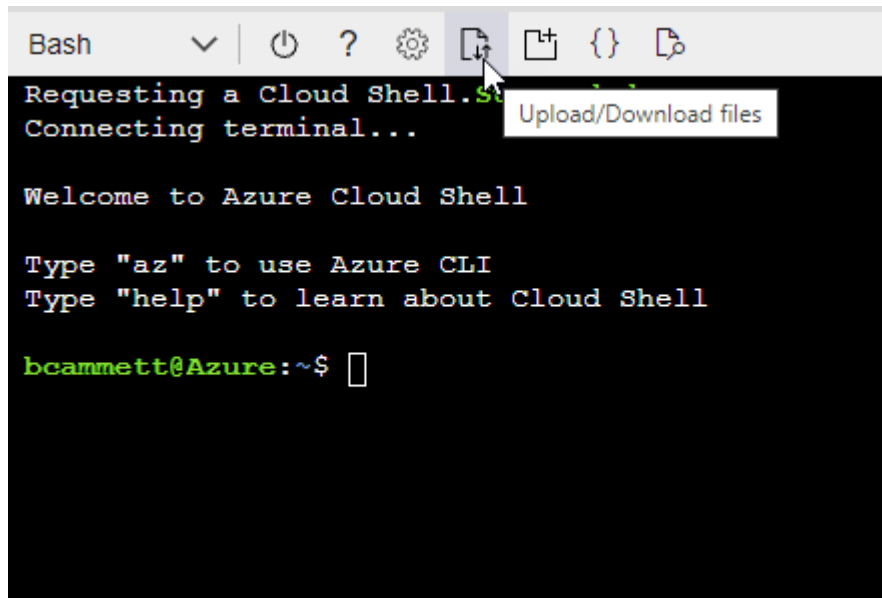 Bash ? {}
Requesting a Cloud Shell.
Upload/Download files
Connecting terminal...
Welcome to Azure Cloud Shell
Type "az" to use Azure CLI
Type "help" to learn about Cloud Shell
bcammett@Azure:~$